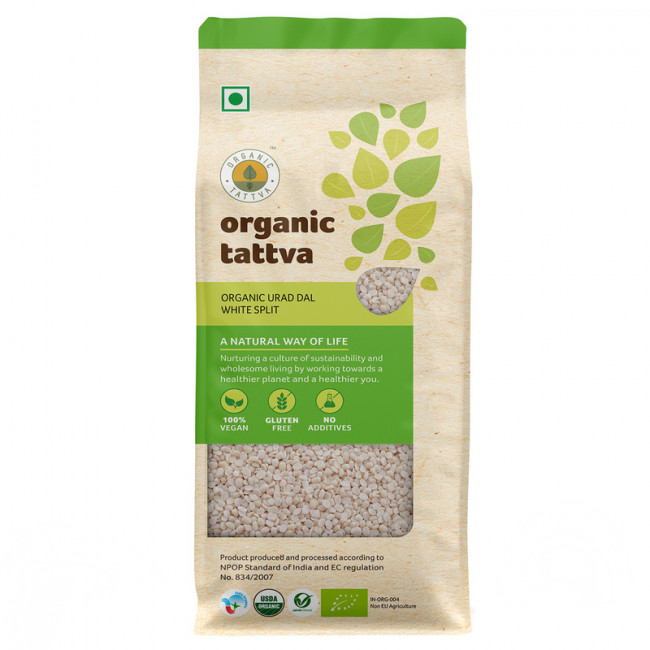 ORGANIC
TATTVA
TM
organic
tattva
ORGANIC URAD DAL
WHITE SPLIT
A NATURAL WAY OF LIFE
Nurturing a culture of sustainability and
wholesome living by working towards a
healthier planet and a healthier you.
100%
VEGAN
GLUTEN
FREE
NO
ADDITIVES
Product produced and processed according to
NPOP Standard of India and EC regulation
No. 834/2007
USDA
ORGANIC
IN-ORG-004
Non EU Agriculture